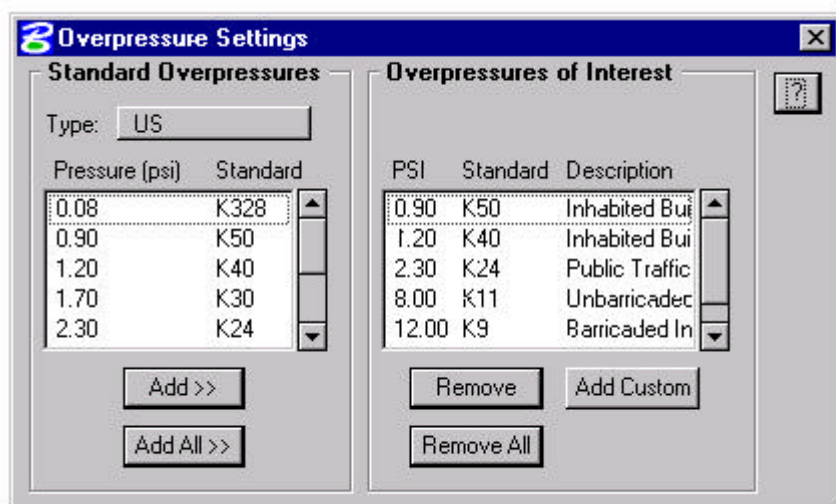 Overpressure Settings
Standard Overpressures
Type: US
Pressure (psi) Standard
0.08 K328
0.90 K50
1.20 K40
1.70 K30
2.30 K24
Add >>
Add All >>
Overpressures of Interest
PSI Standard Description
0.90 K50 Inhabited Bui
1.20 K40 Inhabited Bui
2.30 K24 Public Traffic
8.00 K11 Unbarricaded
12.00 K9 Barricaded In
Remove Add Custom
Remove All
?